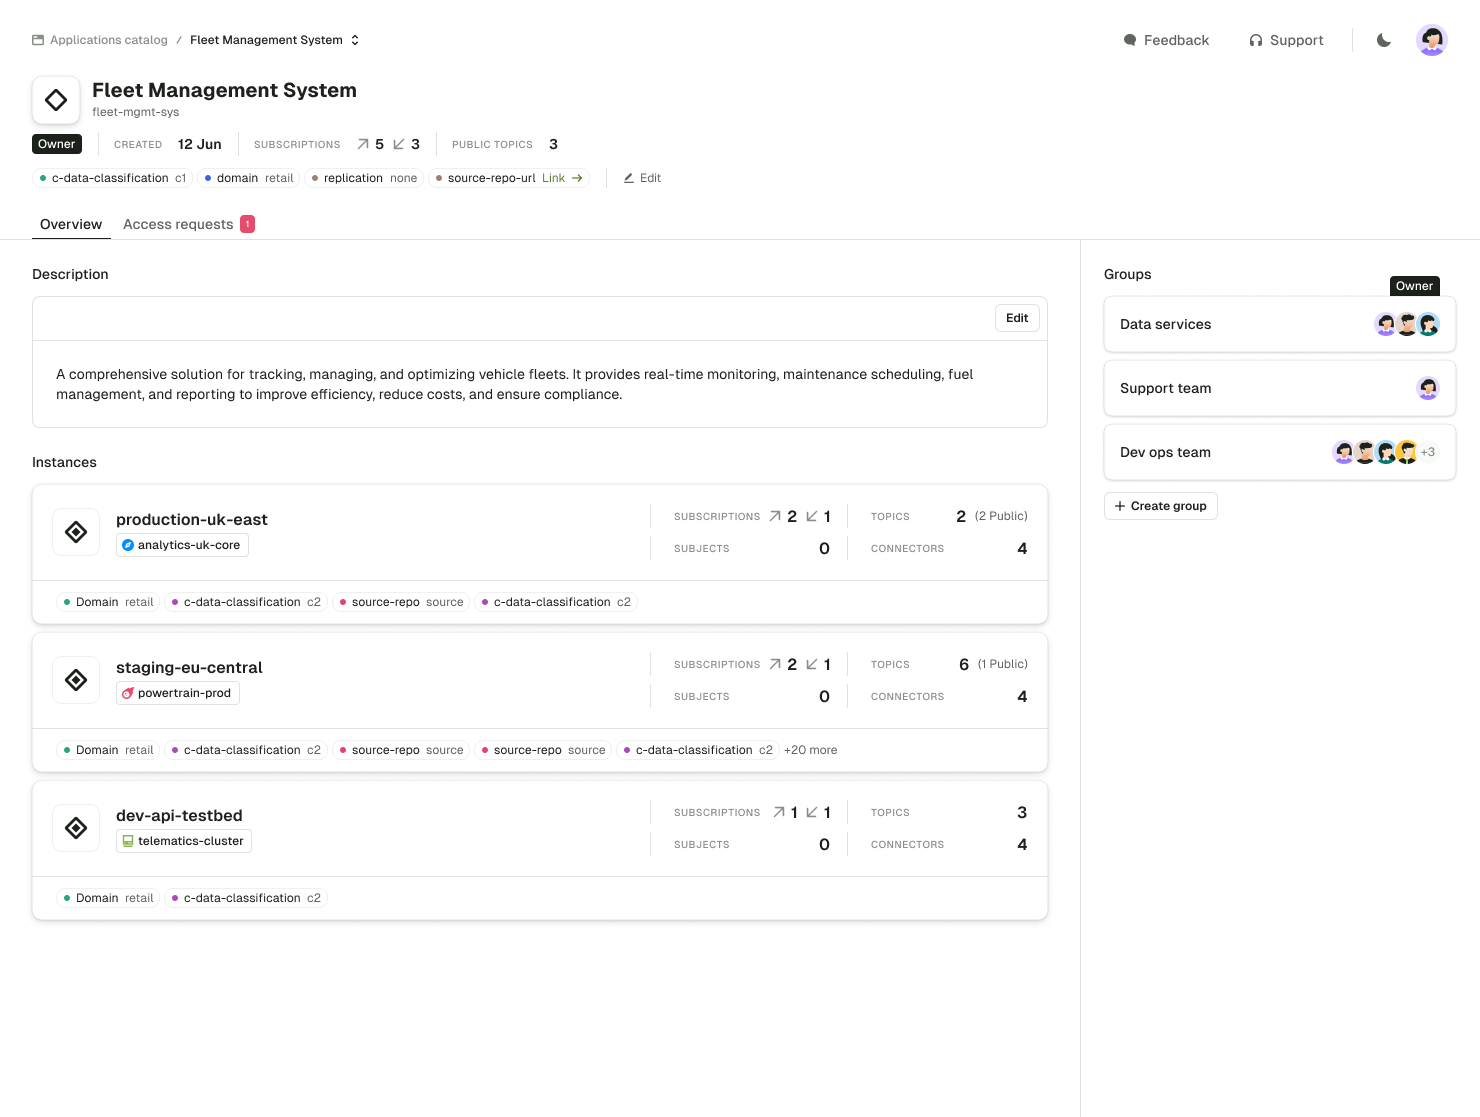 Applications catalog / Fleet Management System
Feedback
Support
Fleet Management System
fleet-mgmt-sys
Owner CREATED 12 Jun SUBSCRIPTIONS 5 3 PUBLIC TOPICS 3
c-data-classification c1 domain retail replication none source-repo-url Link → Edit
Overview Access requests 1
Description
Edit
A comprehensive solution for tracking, managing, and optimizing vehicle fleets. It provides real-time monitoring, maintenance scheduling, fuel
management, and reporting to improve efficiency, reduce costs, and ensure compliance.
Instances
production-uk-east
analytics-uk-core
SUBSCRIPTIONS 2 1 TOPICS 2 (2 Public)
SUBJECTS 0 CONNECTORS 4
Domain retail c-data-classification c2 source-repo source c-data-classification c2
staging-eu-central
powertrain-prod
SUBSCRIPTIONS 2 1 TOPICS 6 (1 Public)
SUBJECTS 0 CONNECTORS 4
Domain retail c-data-classification c2 source-repo source source-repo source c-data-classification c2 +20 more
dev-api-testbed
telematics-cluster
SUBSCRIPTIONS 1 1 TOPICS 3
SUBJECTS 0 CONNECTORS 4
Domain retail c-data-classification c2
Groups
Owner
Data services
Support team
Dev ops team +3
+ Create group